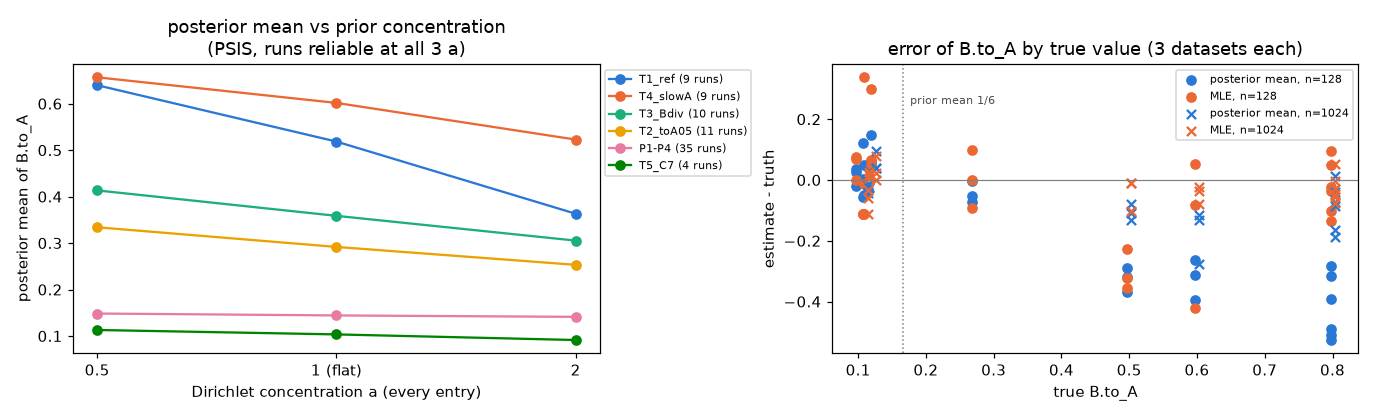 posterior mean vs prior concentration
(PSIS, runs reliable at all 3 a)
posterior mean of B.to_A
0.6
0.5
0.4
0.3
0.2
0.1
0.5
1 (flat)
2
Dirichlet concentration a (every entry)
T1_ref (9 runs)
T4_slowA (9 runs)
T3_Bdiv (10 runs)
T2_toA05 (11 runs)
P1-P4 (35 runs)
T5_C7 (4 runs)
error of B.to_A by true value (3 datasets each)
estimate - truth
0.2
0.0
−0.2
−0.4
prior mean 1/6
posterior mean, n=128
MLE, n=128
posterior mean, n=1024
MLE, n=1024
0.1
0.2
0.3
0.4
0.5
0.6
0.7
0.8
true B.to_A